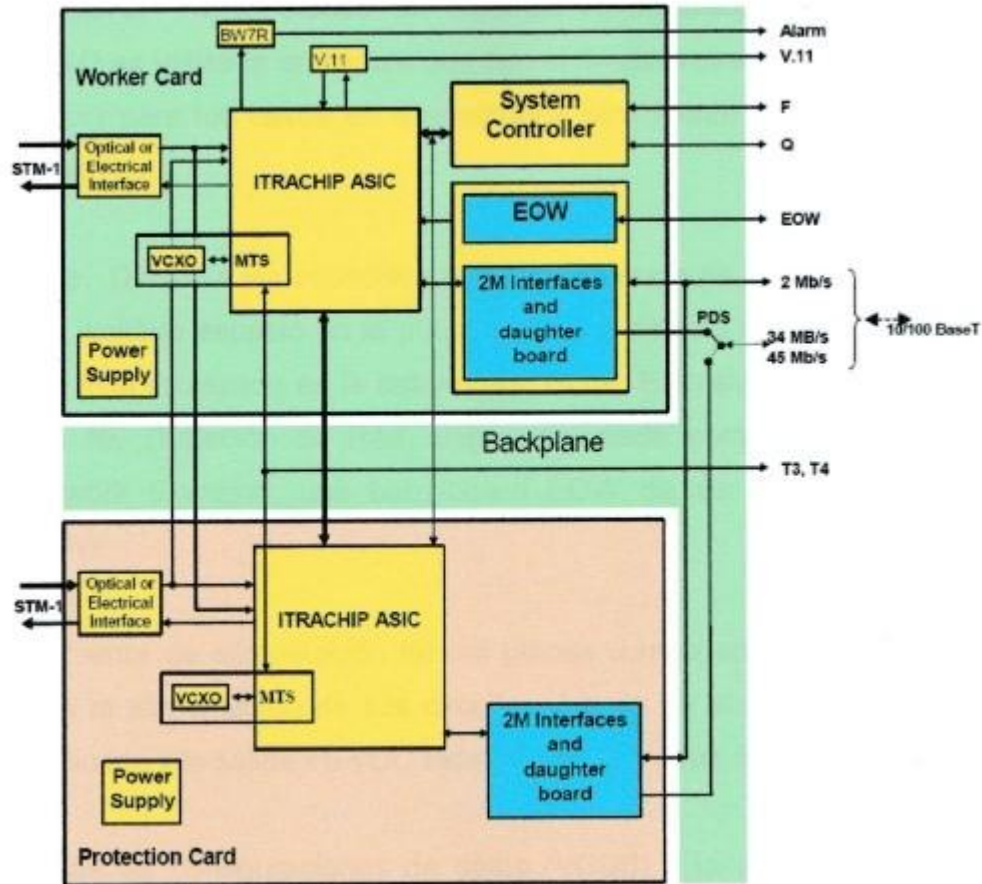 BW7R
Alarm
V.11
V.11
Worker Card
System
Controller
F
Q
Optical or
Electrical
Interface
STM-1
ITRACHIP ASIC
EOW
EOW
VCXO
MTS
2M Interfaces
and
daughter
board
2 Mb/s
PDS
34 MB/s
45 Mb/s
10/100 BaseT
Power
Supply
Backplane
T3, T4
Optical or
Electrical
Interface
STM-1
ITRACHIP ASIC
VCXO
MTS
2M Interfaces
and
daughter
board
Power
Supply
Protection Card